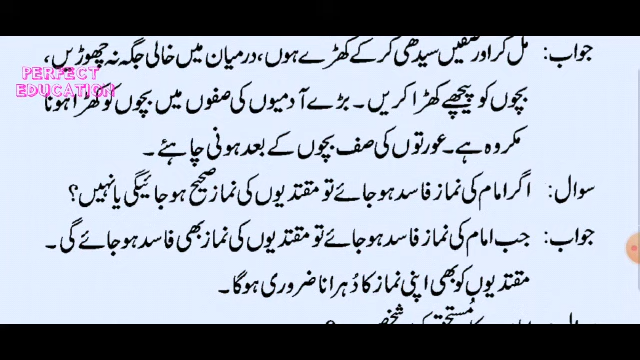 جواب: مل کر اور صفیں سیدھی کر کے کھڑے ہوں، درمیان میں خالی جگہ نہ چھوڑیں،
PERFECT
EDUCATION
بچوں کو پیچھے کھڑا کریں۔ بڑے آدمیوں کی صفوں میں بچوں کو کھڑا ہونا
مکروہ ہے۔ عورتوں کی صف بچوں کے بعد ہونی چاہئے۔
سوال: اگر امام کی نماز فاسد ہو جائے تو مقتدیوں کی نماز صحیح ہو جائیگی یا نہیں؟
جواب: جب امام کی نماز فاسد ہو جائے تو مقتدیوں کی نماز بھی فاسد ہو جائے گی۔
مقتدیوں کو بھی اپنی نماز کا دُہرانا ضروری ہوگا۔